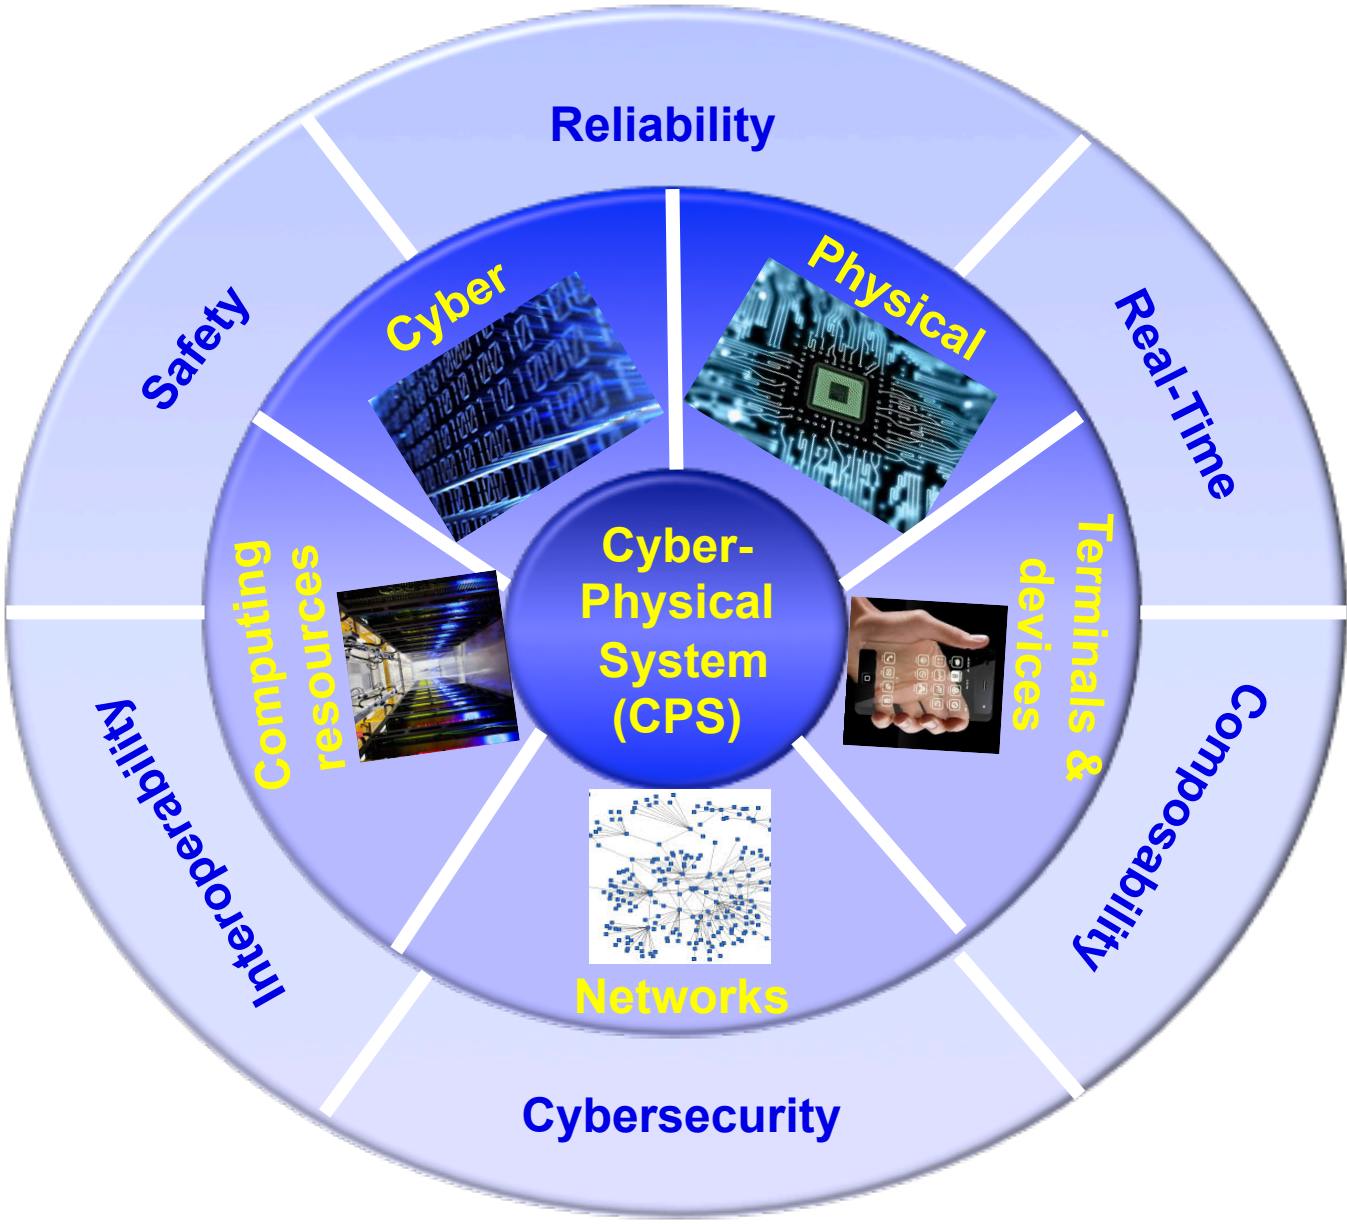 Reliability
Real-Time
Composability
Cybersecurity
Interoperability
Safety
Cyber
Physical
Terminals &
devices
Networks
Computing
resources
Cyber-
Physical
System
(CPS)